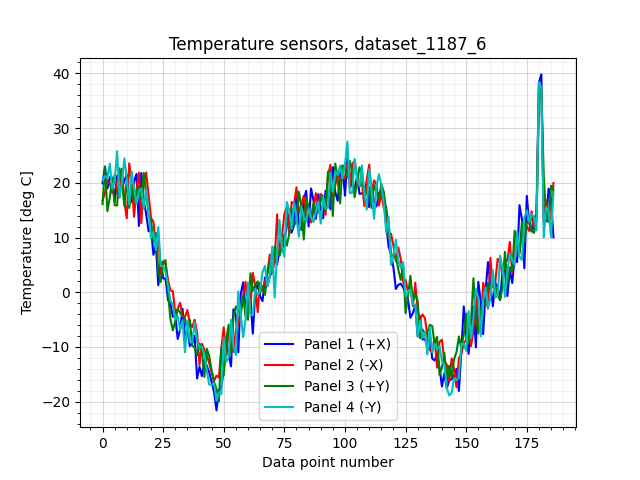 Temperature sensors, dataset_1187_6
Temperature [deg C]
40
30
20
10
0
−10
−20
Panel 1 (+X)
Panel 2 (-X)
Panel 3 (+Y)
Panel 4 (-Y)
0 25 50 75 100 125 150 175
Data point number